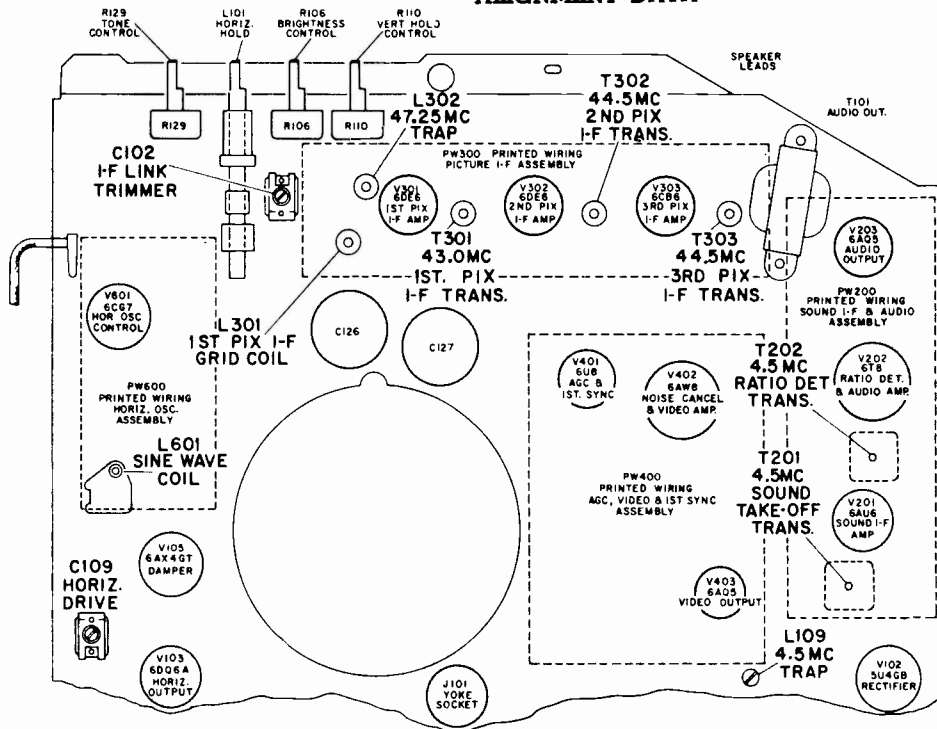 ALIGNMENT DATA
R129
TONE
CONTROL
L101
HORIZ.
HOLD
R106
BRIGHTNESS
CONTROL
R110
VERT HOLD
CONTROL
SPEAKER
LEADS
T101
AUDIO OUT.
R129
R106
R110
L302
47.25MC
TRAP
T302
44.5MC
2ND PIX
I-F TRANS.
C102
I-F LINK
TRIMMER
PW300 PRINTED WIRING
PICTURE I-F ASSEMBLY
V301
6DE6
1ST PIX
I-F AMP
V302
6DE6
2ND PIX
I-F AMP
V303
6CB6
3RD PIX
I-F AMP
T301
43.0MC
1ST. PIX
I-F TRANS.
T303
44.5MC
3RD PIX
I-F TRANS.
V203
6AQ5
AUDIO
OUTPUT
PW200
PRINTED WIRING
SOUND I-F & AUDIO
ASSEMBLY
V601
6CG7
HOR OSC
CONTROL
L301
1ST PIX I-F
GRID COIL
C126
C127
PW600
PRINTED WIRING
HORIZ. OSC.
ASSEMBLY
L601
SINE WAVE
COIL
V401
6U8
AGC &
1ST. SYNC
V402
6AW8
NOISE CANCEL
& VIDEO AMP.
T202
4.5MC
RATIO DET
TRANS.
V202
6T8
RATIO DET.
& AUDIO AMP.
T201
4.5MC
SOUND
TAKE-OFF
TRANS.
V201
6AU6
SOUND I-F
AMP
PW400
PRINTED WIRING
AGC, VIDEO & 1ST SYNC
ASSEMBLY
V105
6AX4GT
DAMPER
C109
HORIZ.
DRIVE
V403
6AQ5
VIDEO OUTPUT
V103
6DQ6A
HORIZ.
OUTPUT
J101
YOKE
SOCKET
L109
4.5MC
TRAP
V102
5U4GB
RECTIFIER